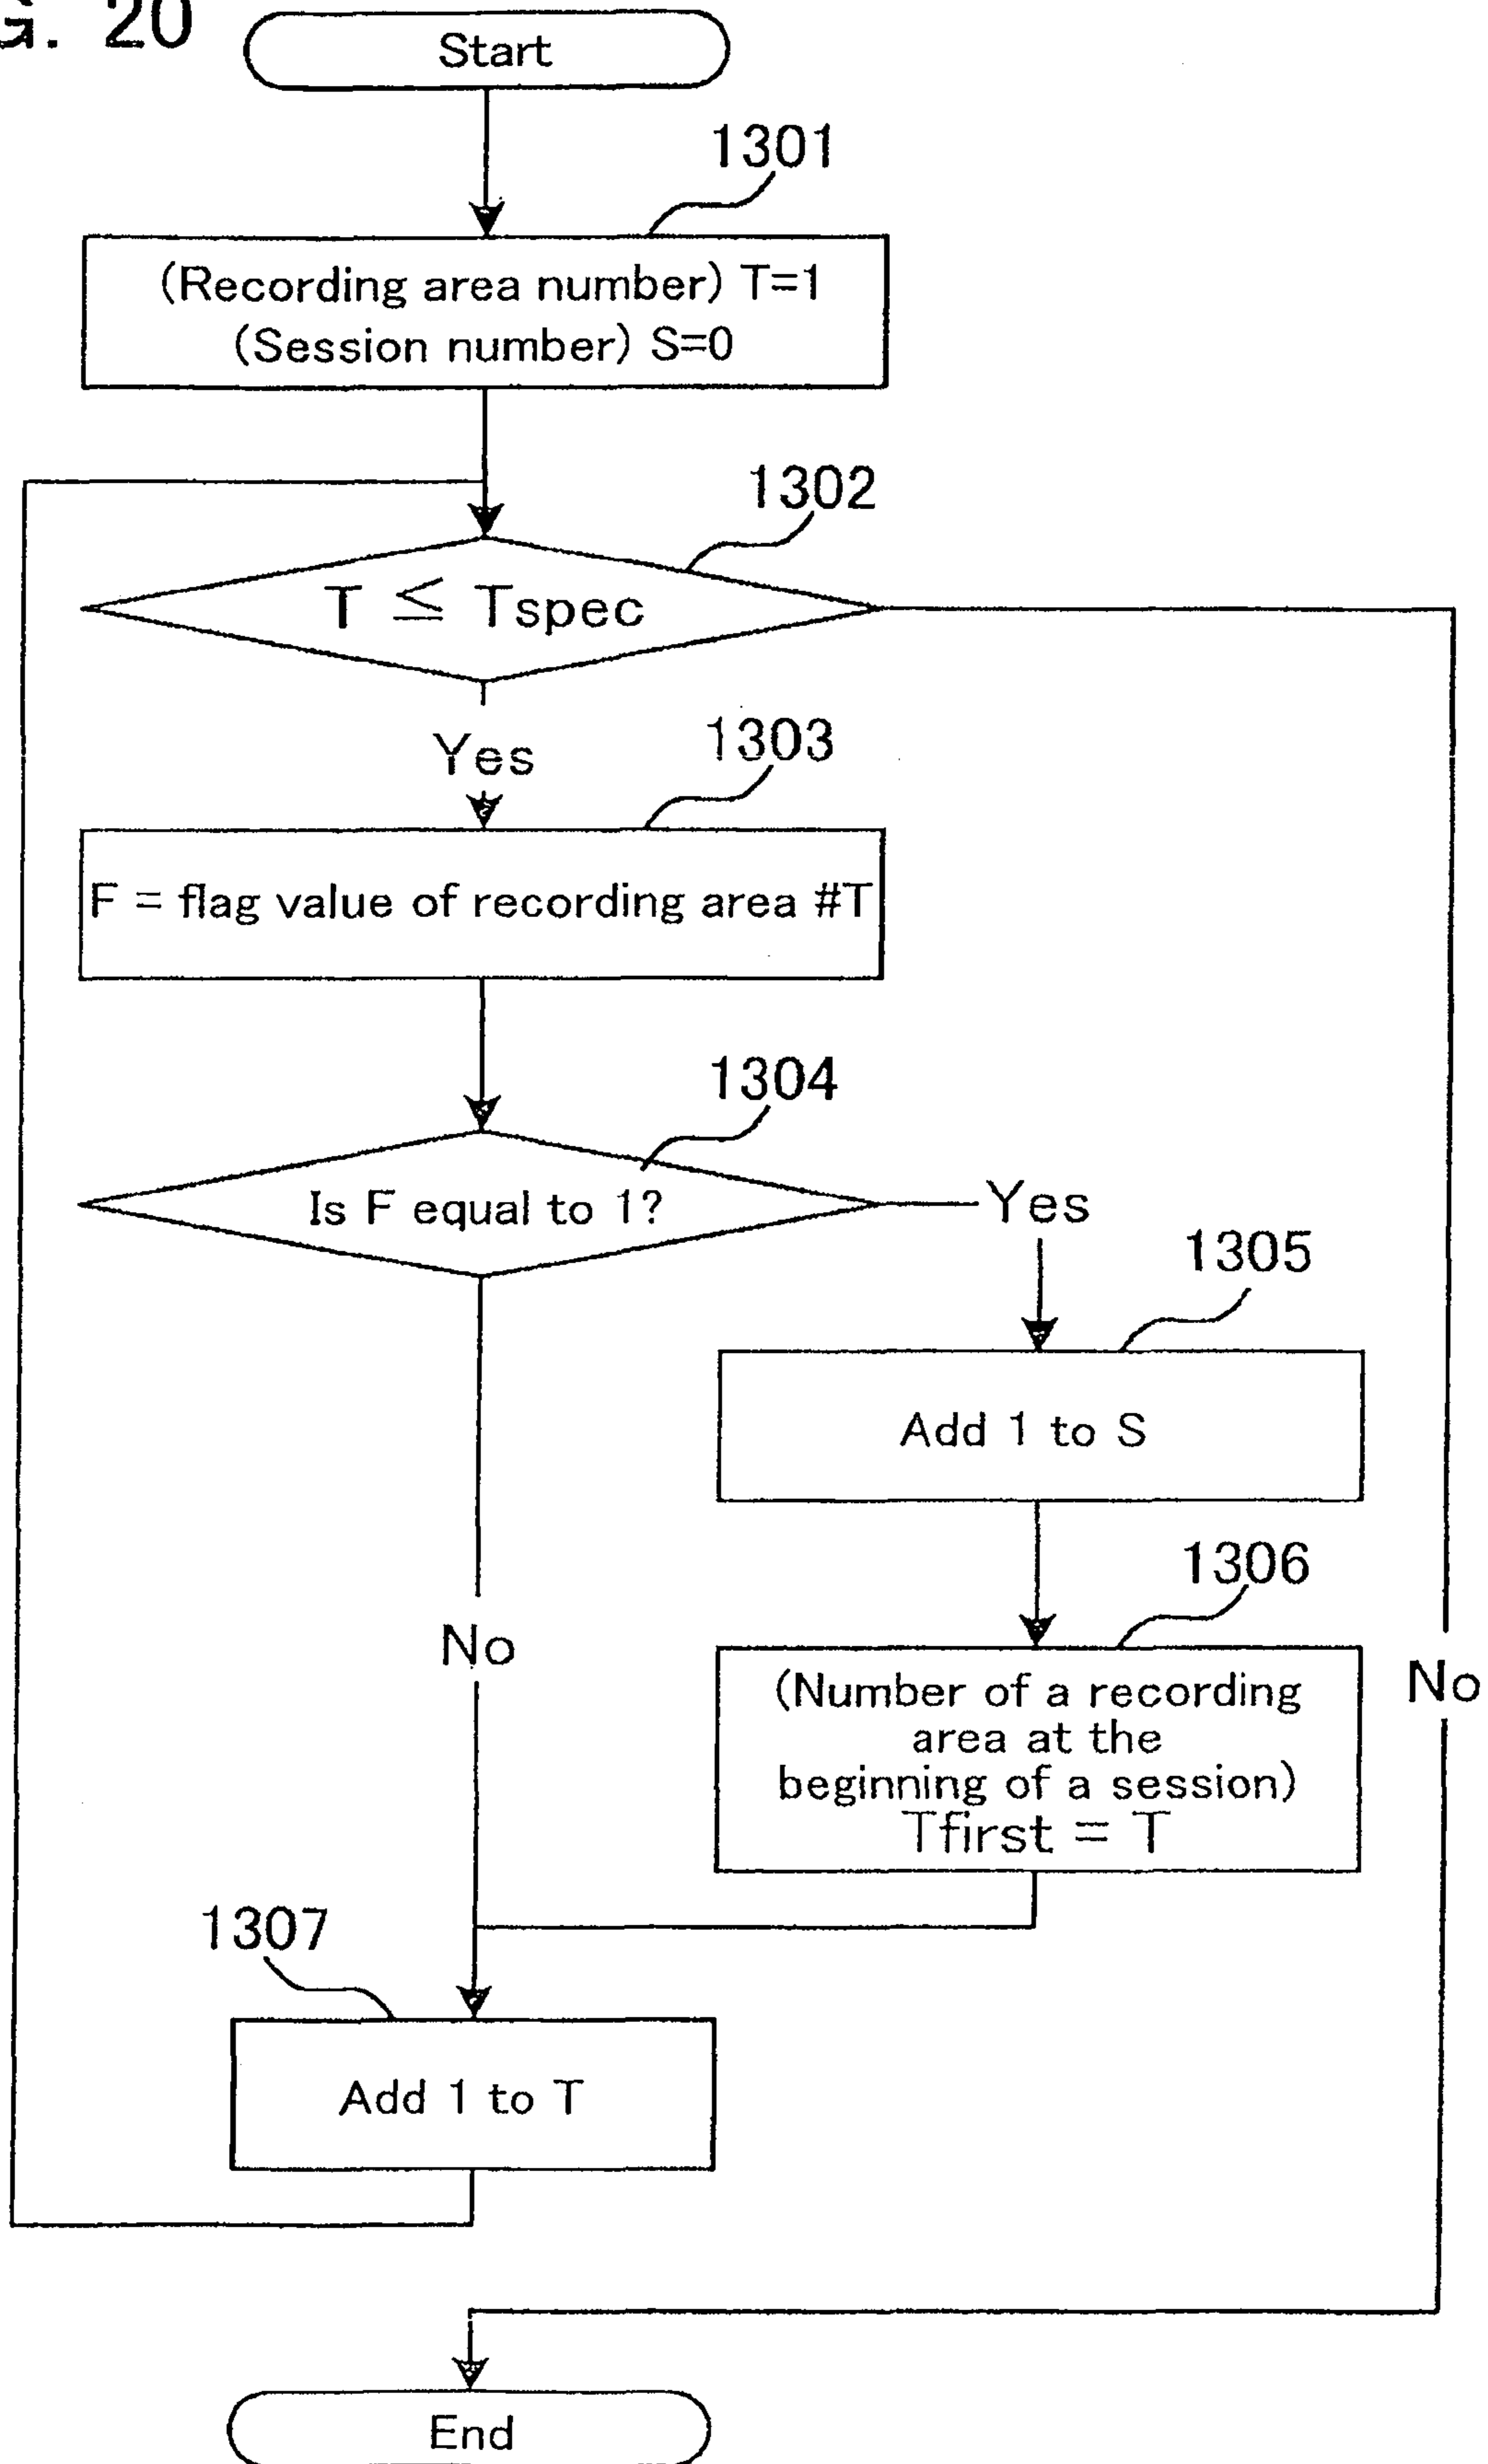 G. 20
Start
1301
(Recording area number) T=1
(Session number) S=0
1302
T ≤ Tspec
Yes
1303
F = flag value of recording area #T
1304
Is F equal to 1?
Yes
1305
Add 1 to S
1306
No
(Number of a recording
area at the
beginning of a session)
Tfirst = T
No
1307
Add 1 to T
End